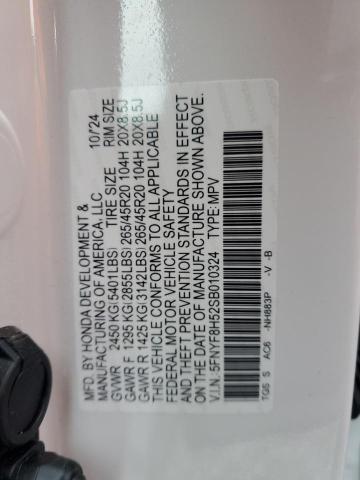 MFD. BY HONDA DEVELOPMENT & 10/'24
MANUFACTURING OF AMERICA, LLC
GVWR 2450 KG(5401LBS) TIRE SIZE RIM SIZE
GAWR F 1295 KG(2855LBS)265/45R20 104H 20X8.5J
GAWR R 1425 KG(3142LBS)265/45R20 104H 20X8.5J
THIS VEHICLE CONFORMS TO ALL APPLICABLE
FEDERAL MOTOR VEHICLE SAFETY
AND THEFT PREVENTION STANDARDS IN EFFECT
ON THE DATE OF MANUFACTURE SHOWN ABOVE.
V.I.N.: 5FNYF8H52SB010324 TYPE:MPV
TG5 S AC6 -NH883P -V -B